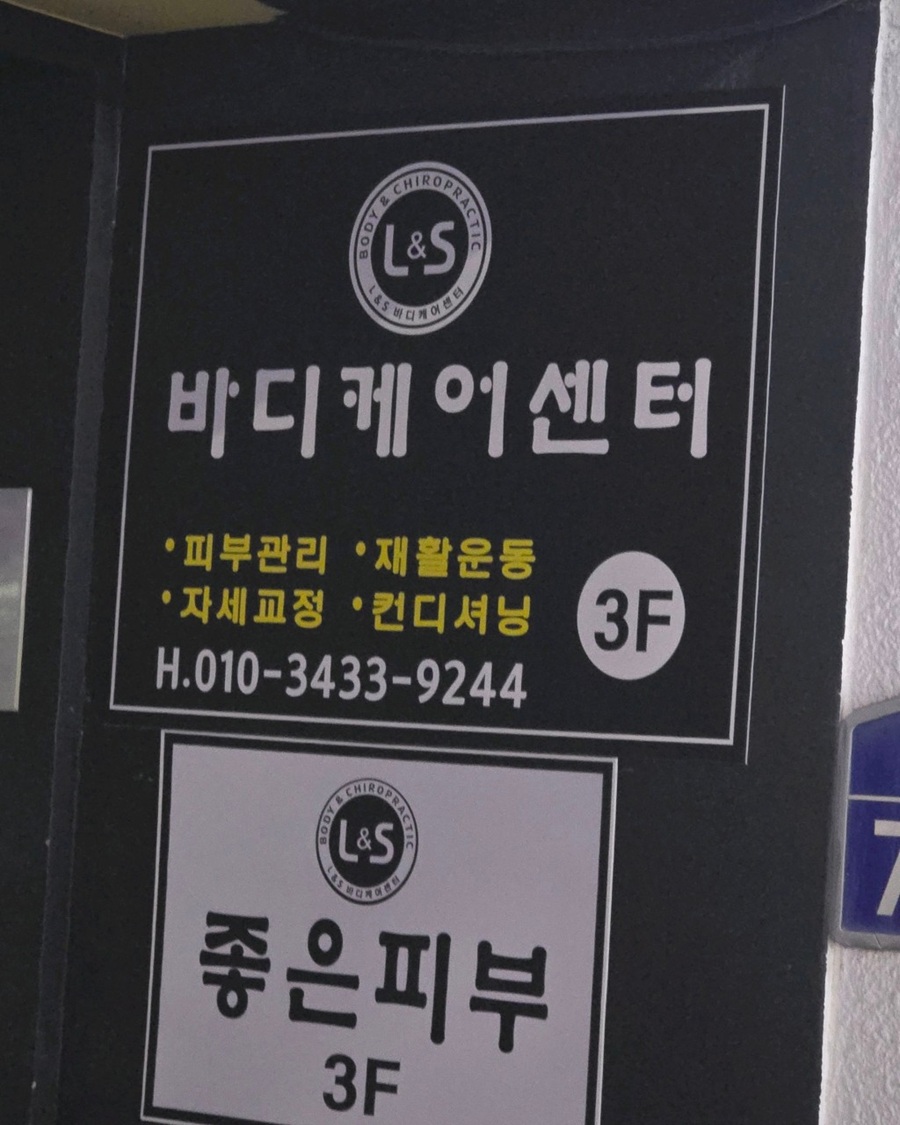 BODY & CHIROPRACTIC
L&S
L&S 바디케어센터
바디케어센터
•피부관리 •재활운동
•자세교정 •컨디셔닝
3F
H.010-3433-9244
BODY & CHIROPRACTIC
L&S
L&S 바디케어센터
좋은피부
3F
7